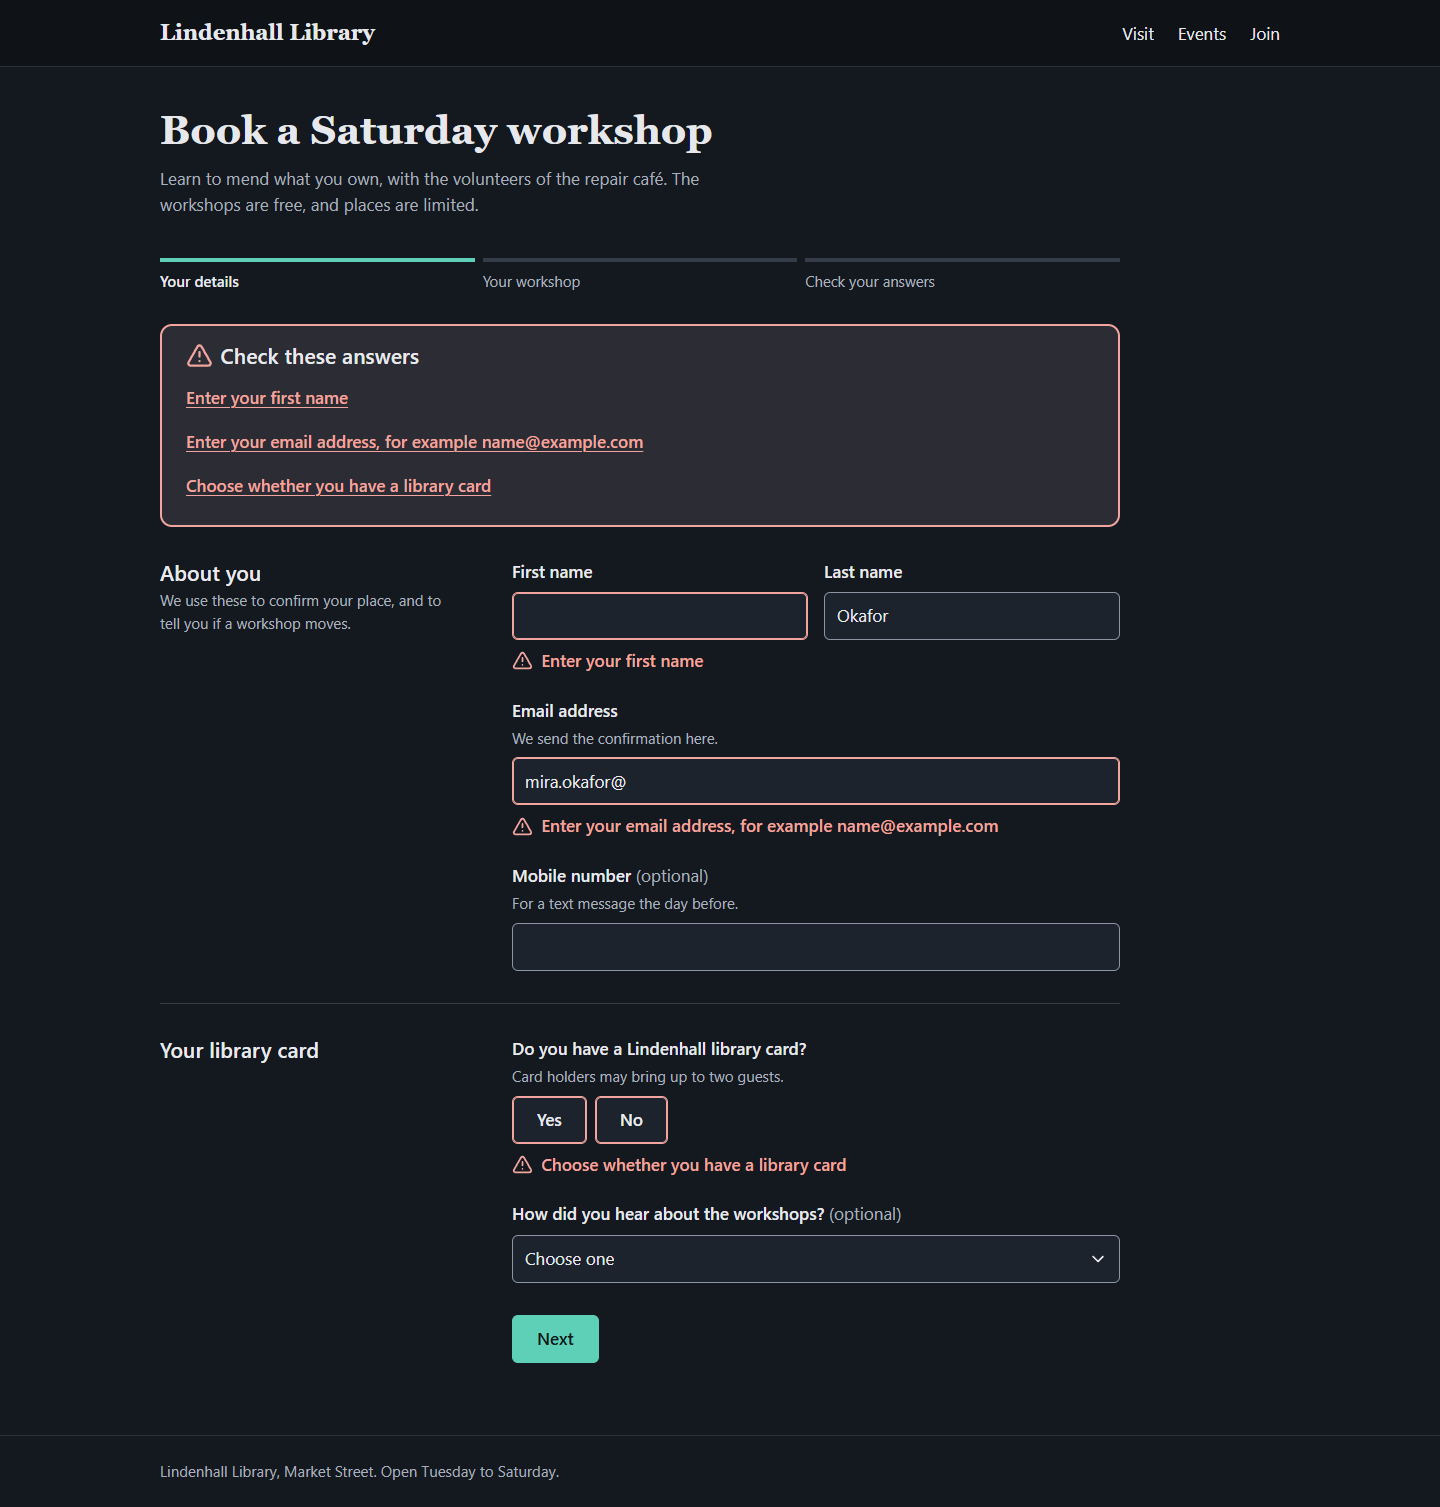 Lindenhall Library
Visit Events Join
Book a Saturday workshop
Learn to mend what you own, with the volunteers of the repair café. The
workshops are free, and places are limited.
Your details
Your workshop
Check your answers
Check these answers
Enter your first name
Enter your email address, for example name@example.com
Choose whether you have a library card
About you
We use these to confirm your place, and to
tell you if a workshop moves.
First name
Last name
Okafor
Enter your first name
Email address
We send the confirmation here.
mira.okafor@
Enter your email address, for example name@example.com
Mobile number (optional)
For a text message the day before.
Your library card
Do you have a Lindenhall library card?
Card holders may bring up to two guests.
Yes
No
Choose whether you have a library card
How did you hear about the workshops? (optional)
Choose one
Next
Lindenhall Library, Market Street. Open Tuesday to Saturday.